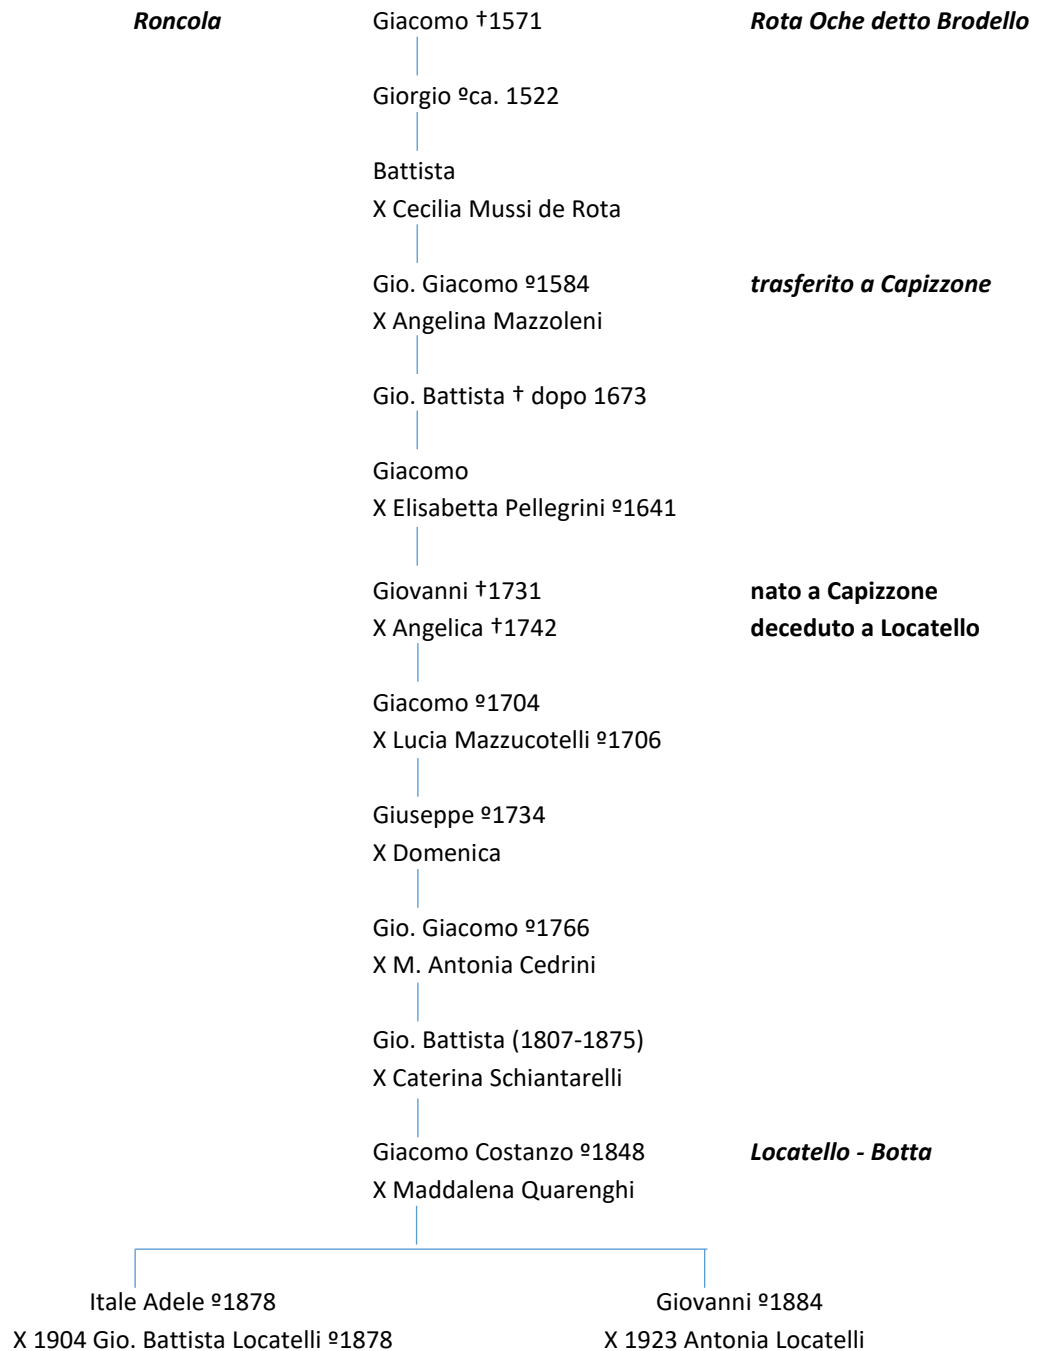 Roncola Giacomo †1571 Rota Oche detto Brodello
Giorgio ºca. 1522
Battista
X Cecilia Mussi de Rota
Gio. Giacomo º1584 trasferito a Capizzone
X Angelina Mazzoleni
Gio. Battista † dopo 1673
Giacomo
X Elisabetta Pellegrini º1641
Giovanni †1731 nato a Capizzone
X Angelica †1742 deceduto a Locatello
Giacomo º1704
X Lucia Mazzucotelli º1706
Giuseppe º1734
X Domenica
Gio. Giacomo º1766
X M. Antonia Cedrini
Gio. Battista (1807-1875)
X Caterina Schiantarelli
Giacomo Costanzo º1848 Locatello - Botta
X Maddalena Quarenghi
Itale Adele º1878 Giovanni º1884
X 1904 Gio. Battista Locatelli º1878 X 1923 Antonia Locatelli